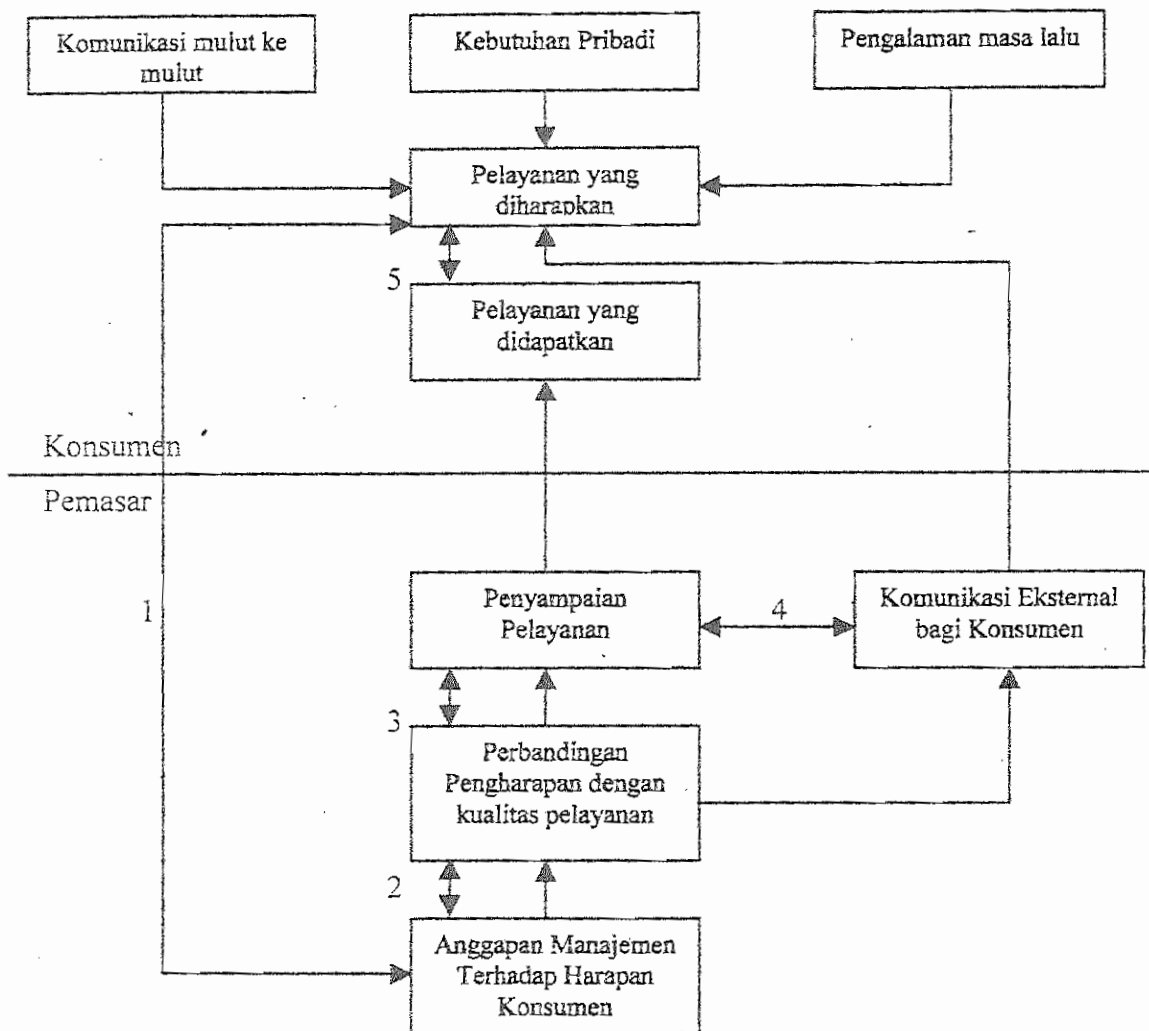 Komunikasi mulut ke
mulut
Kebutuhan Pribadi
Pengalaman masa lalu
Pelayanan yang
diharapkan
5
Pelayanan yang
didapatkan
Konsumen
Pemasar
1
Penyampaian
Pelayanan
4
Komunikasi Eksternal
bagi Konsumen
3
Perbandingan
Pengharapan dengan
kualitas pelayanan
2
Anggapan Manajemen
Terhadap Harapan
Konsumen